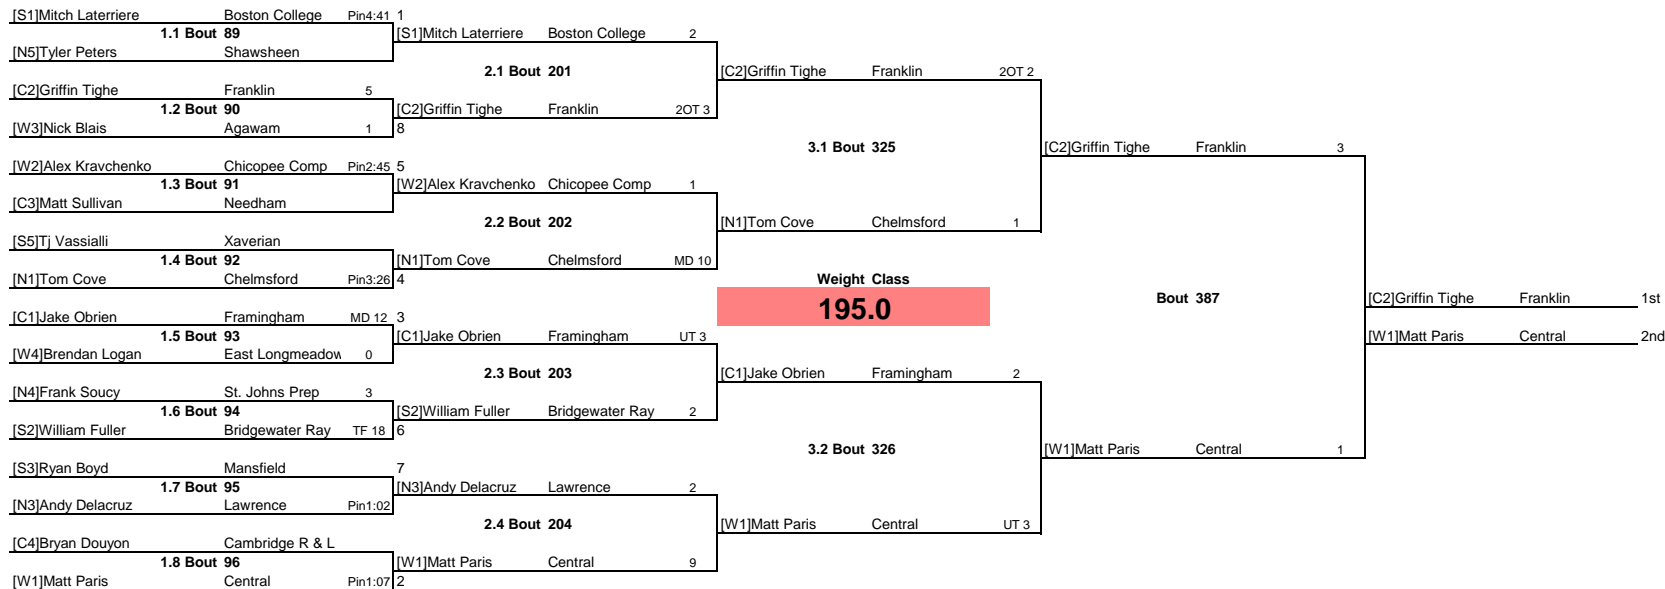 [S1]Mitch Laterriere Boston College Pin4:41 1
1.1 Bout 89
[N5]Tyler Peters Shawsheen
[C2]Griffin Tighe Franklin 5
1.2 Bout 90
[W3]Nick Blais Agawam 1 8
[W2]Alex Kravchenko Chicopee Comp Pin2:45 5
1.3 Bout 91
[C3]Matt Sullivan Needham
[S5]Tj Vassialli Xaverian
1.4 Bout 92
[N1]Tom Cove Chelmsford Pin3:26 4
[C1]Jake Obrien Framingham MD 12 3
1.5 Bout 93
[W4]Brendan Logan East Longmeadow 0
[N4]Frank Soucy St. Johns Prep 3
1.6 Bout 94
[S2]William Fuller Bridgewater Ray TF 18 6
[S3]Ryan Boyd Mansfield 7
1.7 Bout 95
[N3]Andy Delacruz Lawrence Pin1:02
[C4]Bryan Douyon Cambridge R & L
1.8 Bout 96
[W1]Matt Paris Central Pin1:07 2
[S1]Mitch Laterriere Boston College 2
2.1 Bout 201
[C2]Griffin Tighe Franklin 2OT 3
[W2]Alex Kravchenko Chicopee Comp 1
2.2 Bout 202
[N1]Tom Cove Chelmsford MD 10
[C1]Jake Obrien Framingham UT 3
2.3 Bout 203
[S2]William Fuller Bridgewater Ray 2
[N3]Andy Delacruz Lawrence 2
2.4 Bout 204
[W1]Matt Paris Central 9
[C2]Griffin Tighe Franklin 2OT 2
3.1 Bout 325
[N1]Tom Cove Chelmsford 1
Weight Class
195.0
[C1]Jake Obrien Framingham 2
3.2 Bout 326
[W1]Matt Paris Central UT 3
[C2]Griffin Tighe Franklin 3
Bout 387
[W1]Matt Paris Central 1
[C2]Griffin Tighe Franklin 1st
[W1]Matt Paris Central 2nd